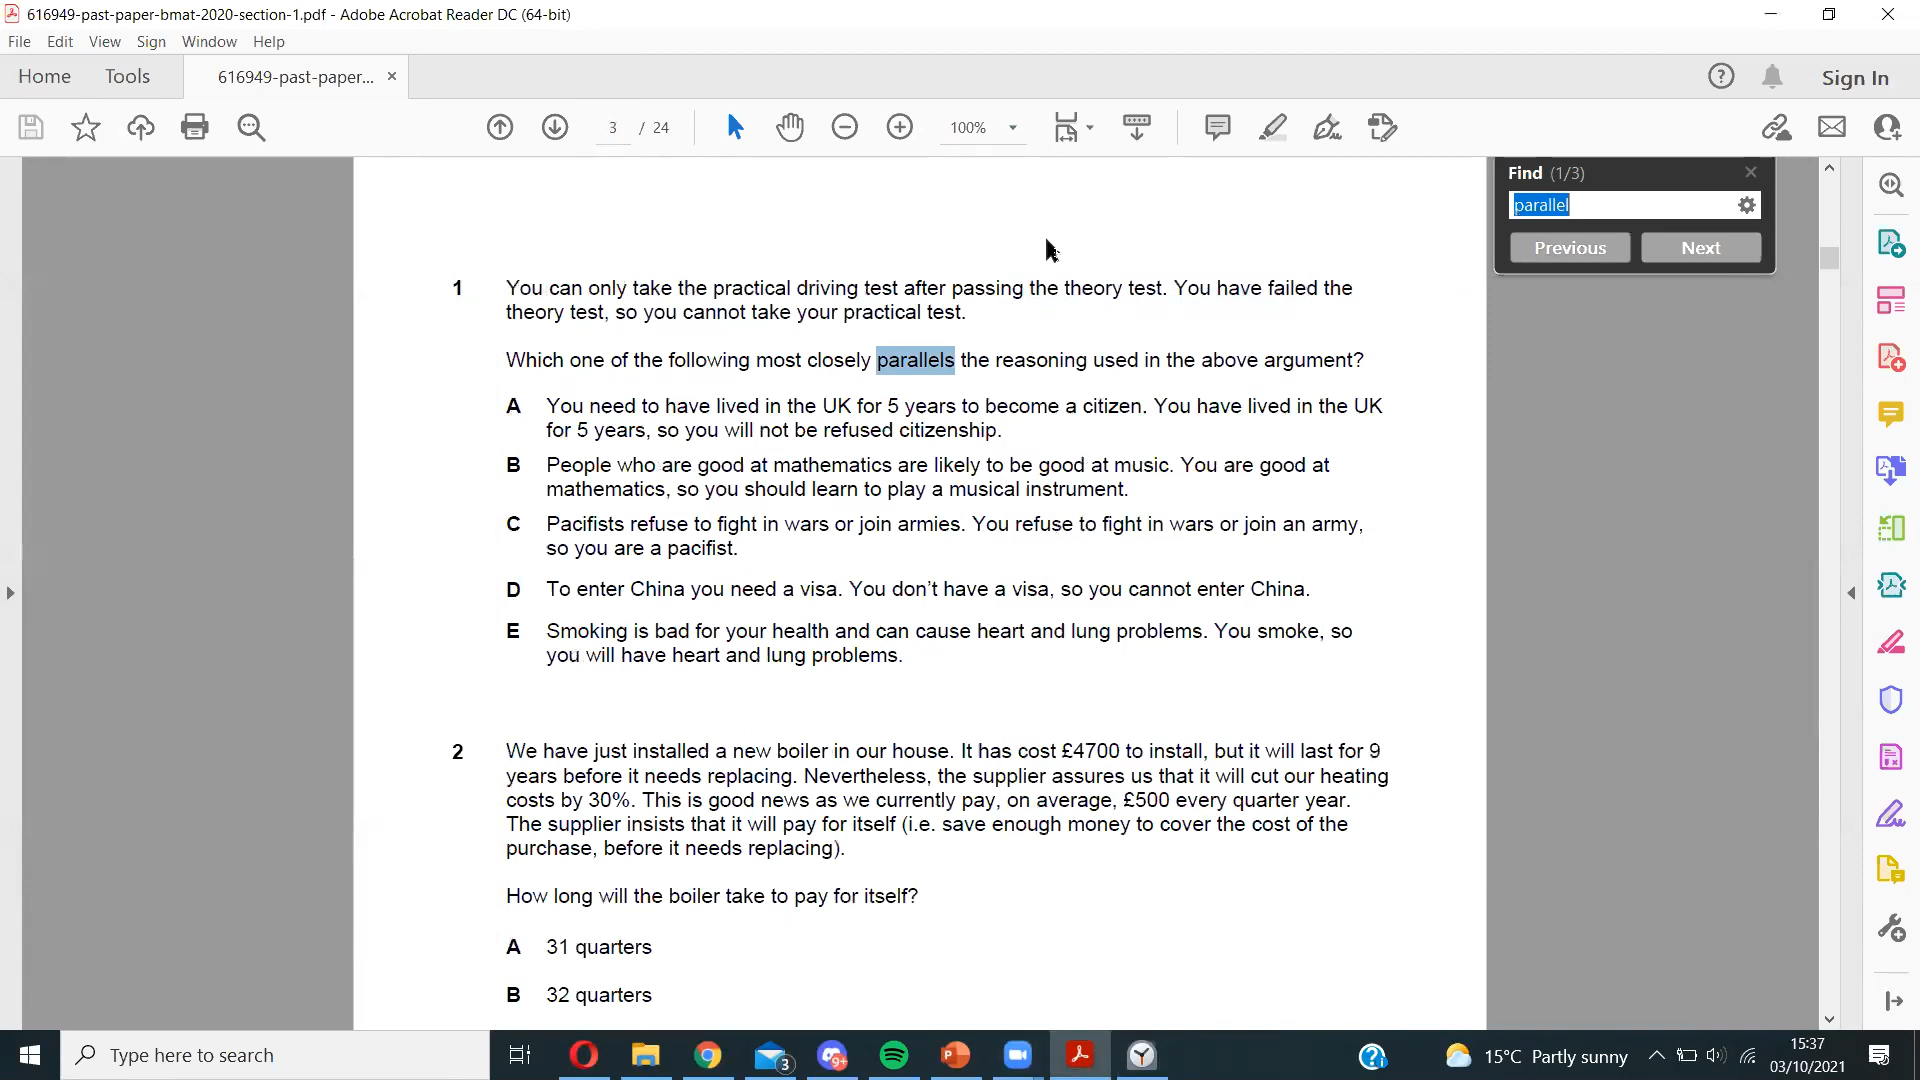 616949-past-paper-bmat-2020-section-1.pdf - Adobe Acrobat Reader DC (64-bit)
File Edit View Sign Window Help
Home Tools 616949-past-paper... × Sign In
3 / 24 100%
Find (1/3)
parallel
Previous Next
1 You can only take the practical driving test after passing the theory test. You have failed the
theory test, so you cannot take your practical test.
Which one of the following most closely parallels the reasoning used in the above argument?
A You need to have lived in the UK for 5 years to become a citizen. You have lived in the UK
for 5 years, so you will not be refused citizenship.
B People who are good at mathematics are likely to be good at music. You are good at
mathematics, so you should learn to play a musical instrument.
C Pacifists refuse to fight in wars or join armies. You refuse to fight in wars or join an army,
so you are a pacifist.
D To enter China you need a visa. You don't have a visa, so you cannot enter China.
E Smoking is bad for your health and can cause heart and lung problems. You smoke, so
you will have heart and lung problems.
2 We have just installed a new boiler in our house. It has cost £4700 to install, but it will last for 9
years before it needs replacing. Nevertheless, the supplier assures us that it will cut our heating
costs by 30%. This is good news as we currently pay, on average, £500 every quarter year.
The supplier insists that it will pay for itself (i.e. save enough money to cover the cost of the
purchase, before it needs replacing).
How long will the boiler take to pay for itself?
A 31 quarters
B 32 quarters
Type here to search
3
9+
15°C Partly sunny
15:37
03/10/2021